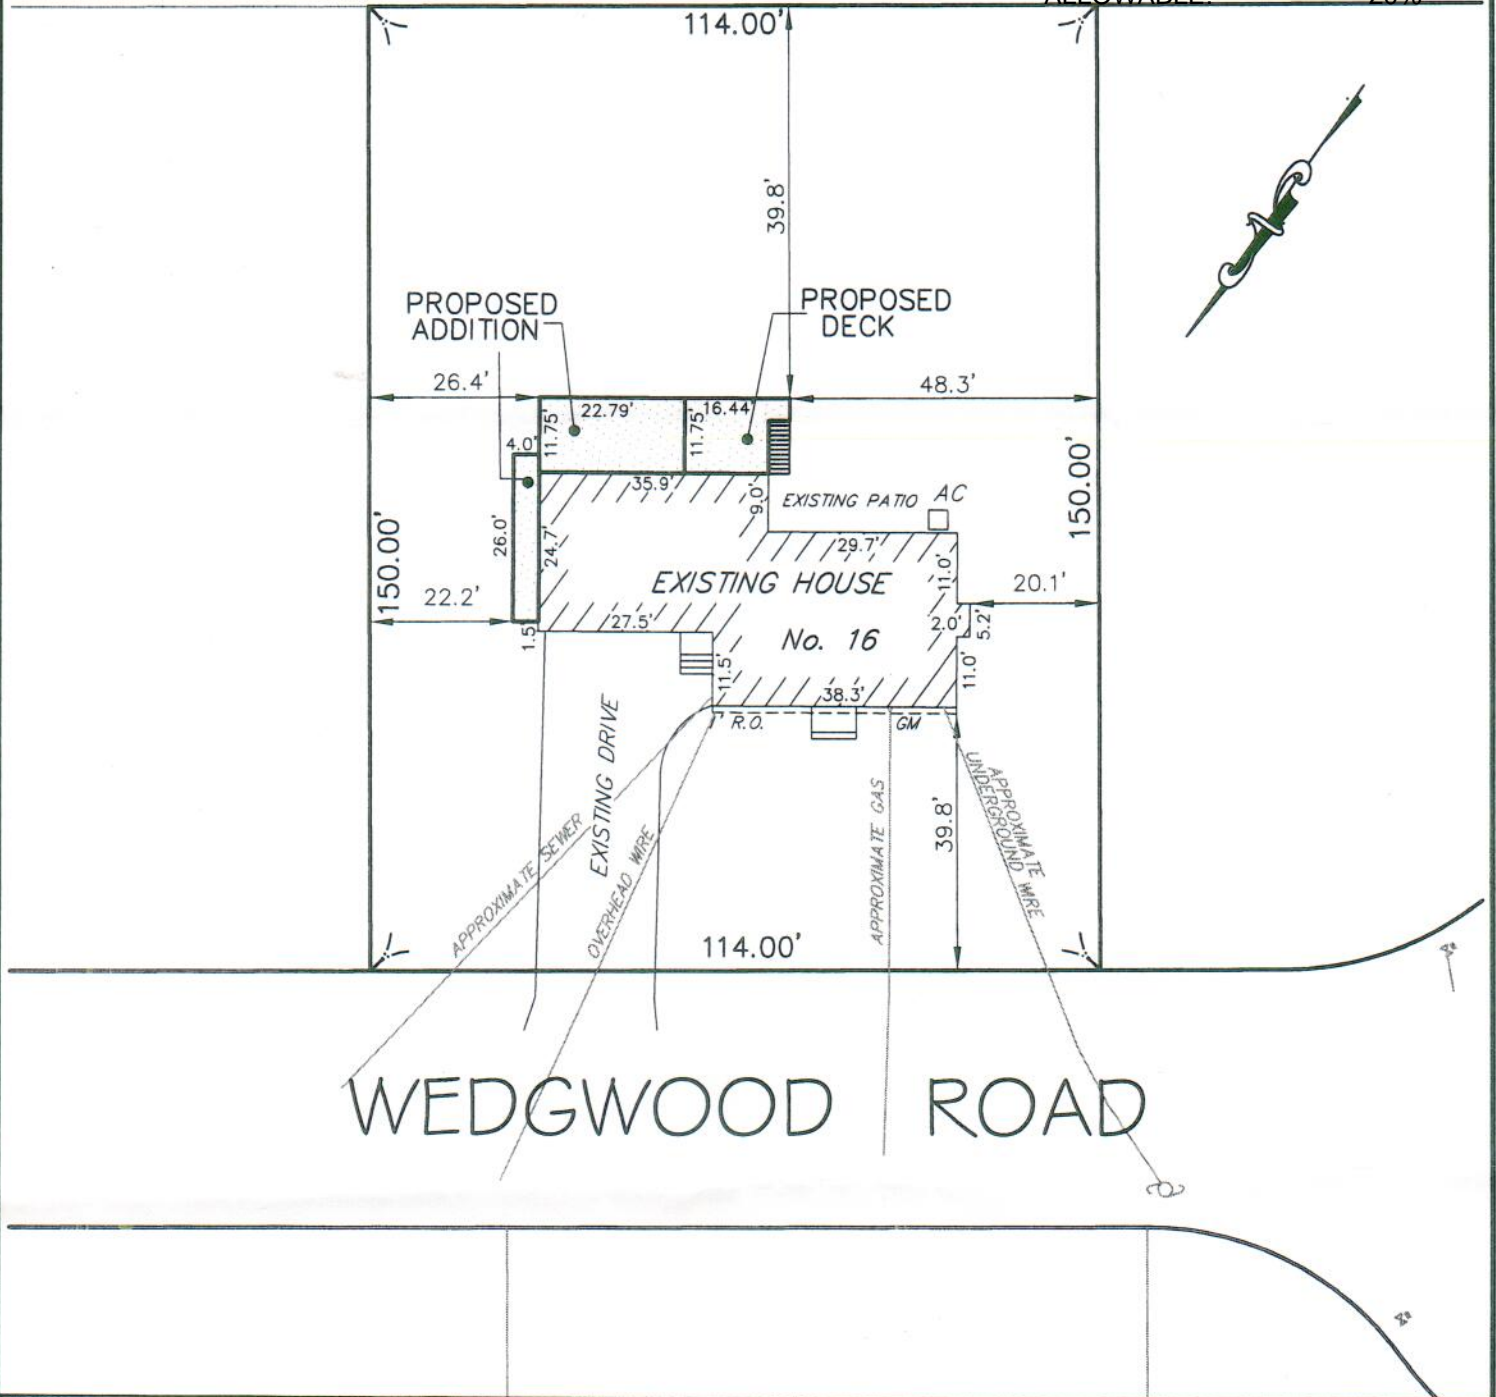 114.00'
39.8'
PROPOSED
ADDITION
PROPOSED
DECK
26.4'
48.3'
22.79'
16.44'
11.75'
11.75'
4.0'
35.9'
9.0'
EXISTING PATIO
AC
150.00'
150.00'
26.0'
24.7'
29.7'
11.0'
EXISTING HOUSE
No. 16
20.1'
22.2'
27.5'
2.0'
5.2'
1.5'
11.5'
11.0'
38.3'
R.O.
GM
EXISTING DRIVE
APPROXIMATE SEWER
OVERHEAD WIRE
APPROXIMATE GAS
39.8'
APPROXIMATE
UNDERGROUND WIRE
114.00'
WEDGWOOD ROAD